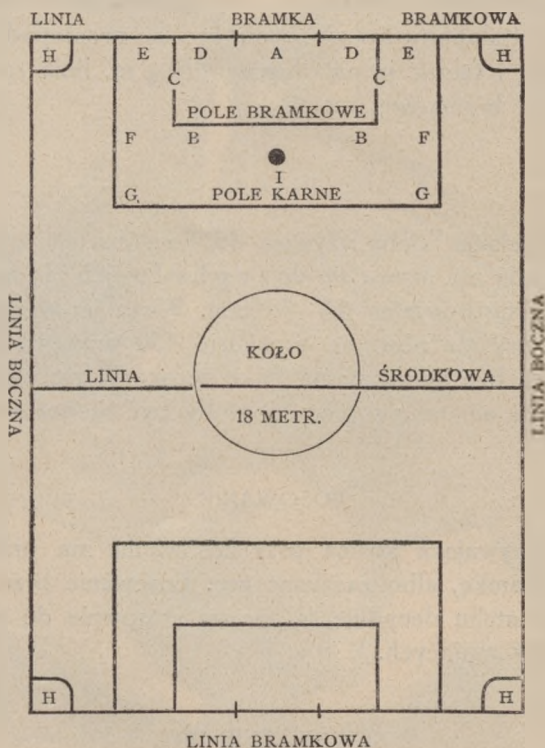 LINIA BRAMKA BRAMKOWA
H E D A D E H
C C
POLE BRAMKOWE
F B B F
I
G. POLE KARNE G
LINIA BOCZNA
LINIA BOCZNA
KOŁO
LINIA ŚRODKOWA
18 METR.
H H
LINIA BRAMKOWA